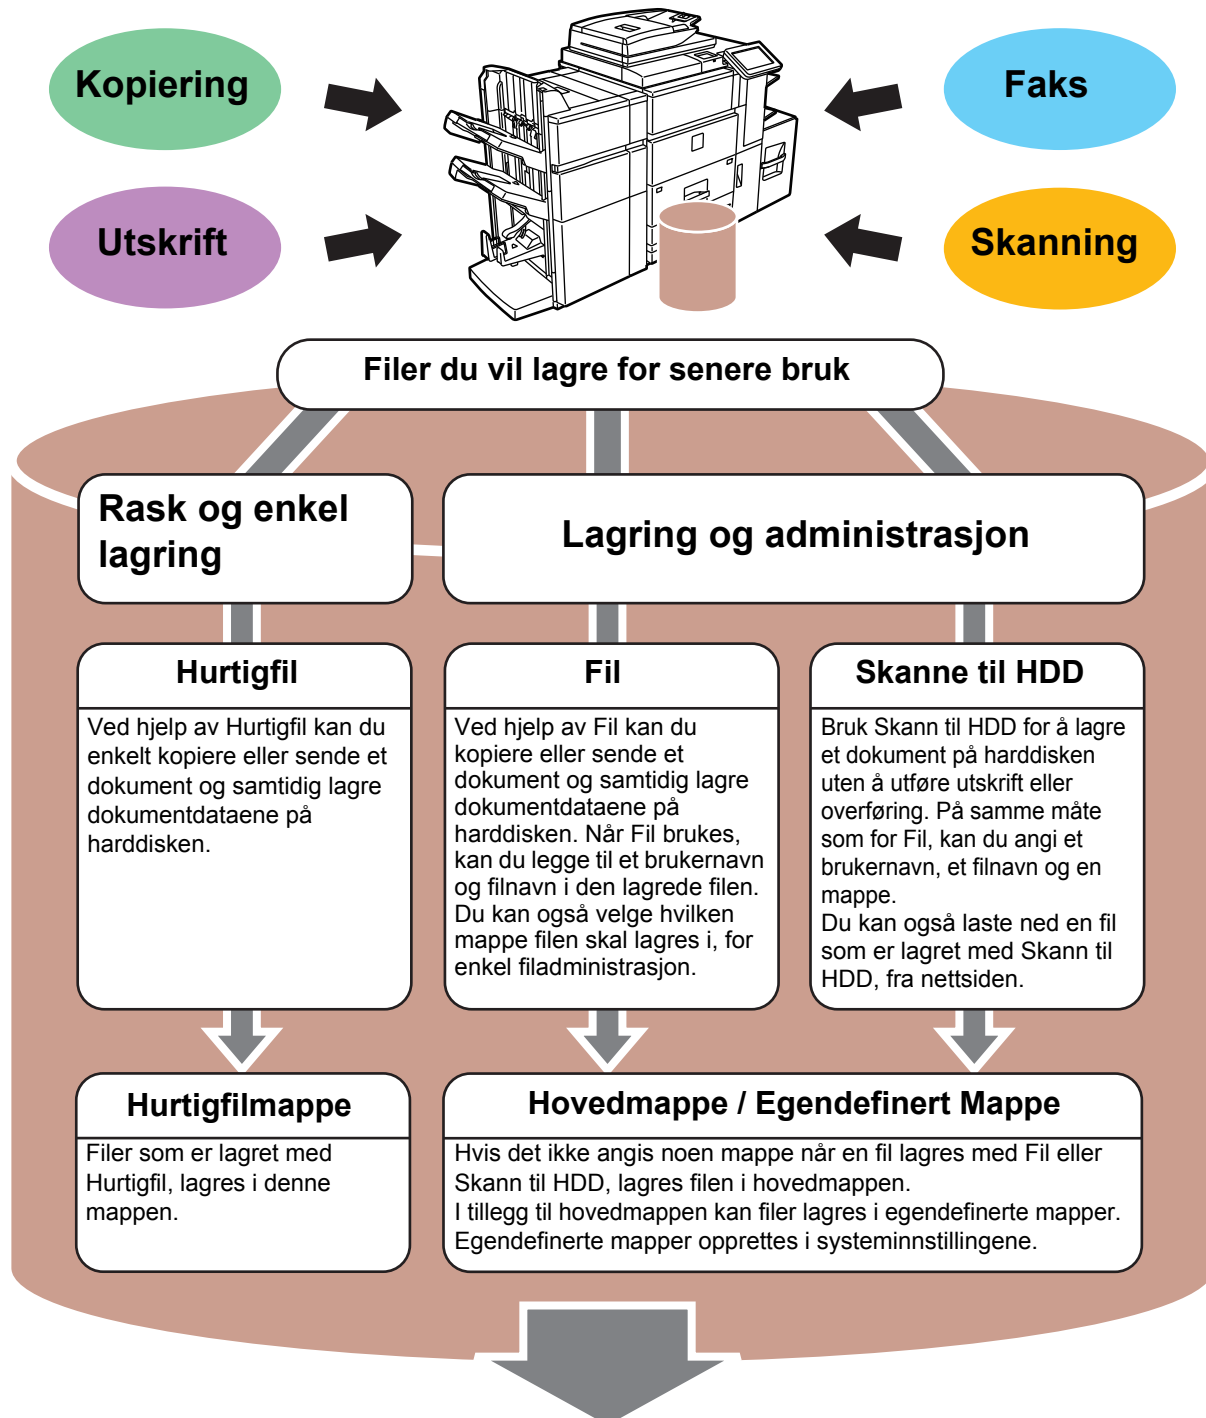 Kopiering
Faks
Utskrift
Skanning
Filer du vil lagre for senere bruk
Rask og enkel
lagring
Lagring og administrasjon
Hurtigfil
Ved hjelp av Hurtigfil kan du
enkelt kopiere eller sende et
dokument og samtidig lagre
dokumentdataene på
harddisken.
Fil
Ved hjelp av Fil kan du
kopiere eller sende et
dokument og samtidig lagre
dokumentdataene på
harddisken. Når Fil brukes,
kan du legge til et brukernavn
og filnavn i den lagrede filen.
Du kan også velge hvilken
mappe filen skal lagres i, for
enkel filadministrasjon.
Skanne til HDD
Bruk Skann til HDD for å lagre
et dokument på harddisken
uten å utføre utskrift eller
overføring. På samme måte
som for Fil, kan du angi et
brukernavn, et filnavn og en
mappe.
Du kan også laste ned en fil
som er lagret med Skann til
HDD, fra nettsiden.
Hurtigfilmappe
Filer som er lagret med
Hurtigfil, lagres i denne
mappen.
Hovedmappe / Egendefinert Mappe
Hvis det ikke angis noen mappe når en fil lagres med Fil eller
Skann til HDD, lagres filen i hovedmappen.
I tillegg til hovedmappen kan filer lagres i egendefinerte mapper.
Egendefinerte mapper opprettes i systeminnstillingene.